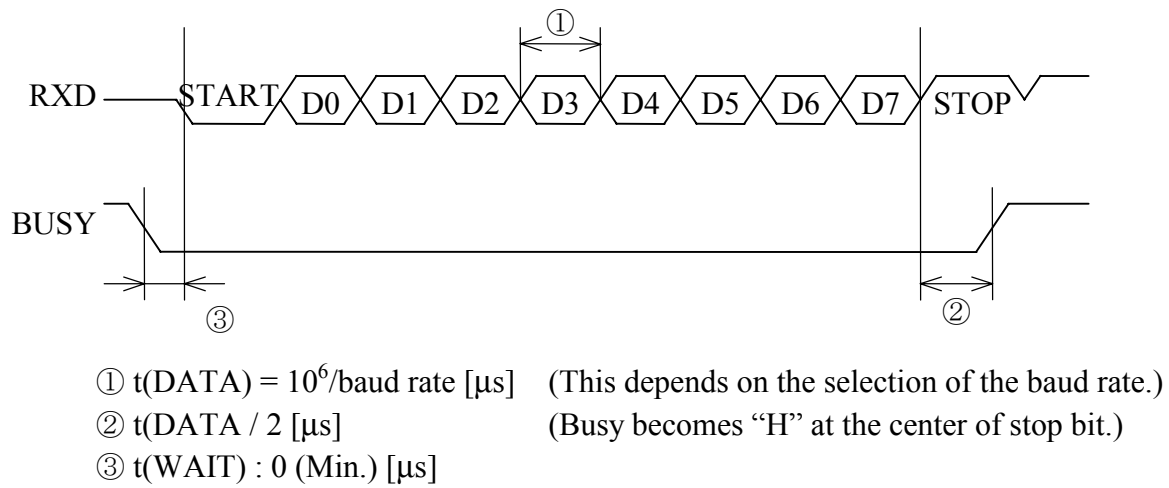 ①
RXD START D0 D1 D2 D3 D4 D5 D6 D7 STOP
BUSY
③ ②
① t(DATA) = 10⁶/baud rate [μs] (This depends on the selection of the baud rate.)
② t(DATA / 2 [μs] (Busy becomes “H” at the center of stop bit.)
③ t(WAIT) : 0 (Min.) [μs]